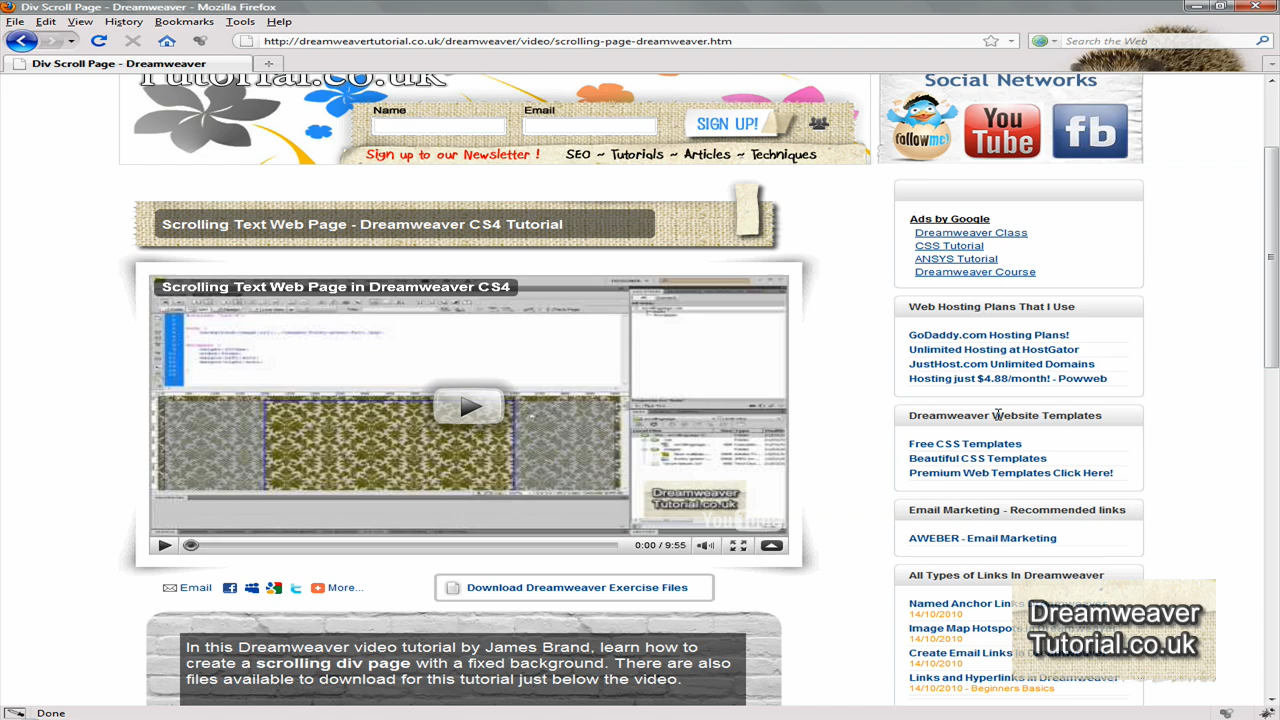 Div Scroll Page - Dreamweaver - Mozilla Firefox
File Edit View History Bookmarks Tools Help
http://dreamweavertutorial.co.uk/dreamweaver/video/scrolling-page-dreamweaver.htm
Search the Web
Div Scroll Page - Dreamweaver
Tutorial.co.uk
Name Email
SIGN UP!
Sign up to our Newsletter ! SEO ~ Tutorials ~ Articles ~ Techniques
Social Networks
follow me!
You
Tube
fb
Scrolling Text Web Page - Dreamweaver CS4 Tutorial
Scrolling Text Web Page in Dreamweaver CS4
Dreamweaver
Tutorial.co.uk
YouTube
0:00 / 9:55
Email
More...
Download Dreamweaver Exercise Files
In this Dreamweaver video tutorial by James Brand, learn how to
create a scrolling div page with a fixed background. There are also
files available to download for this tutorial just below the video.
Ads by Google
Dreamweaver Class
CSS Tutorial
ANSYS Tutorial
Dreamweaver Course
Web Hosting Plans That I Use
GoDaddy.com Hosting Plans!
Unlimited Hosting at HostGator
JustHost.com Unlimited Domains
Hosting just $4.88/month! - Powweb
Dreamweaver Website Templates
Free CSS Templates
Beautiful CSS Templates
Premium Web Templates Click Here!
Email Marketing - Recommended links
AWEBER - Email Marketing
All Types of Links In Dreamweaver
Named Anchor Links
14/10/2010
Image Map Hotspots
14/10/2010
Create Email Links
14/10/2010
Links and Hyperlinks in Dreamweaver
14/10/2010 - Beginners Basics
Dreamweaver
Tutorial.co.uk
Done